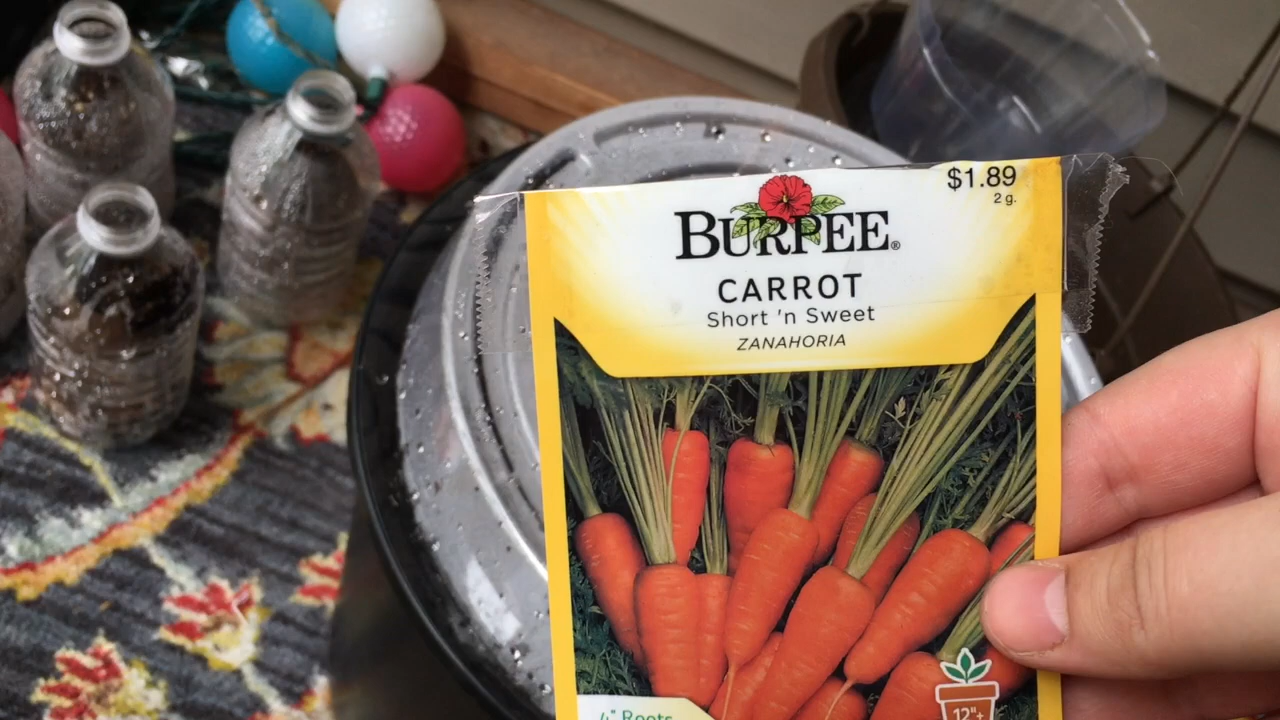 $1.89
2 g.
BURPEE®
CARROT
Short 'n Sweet
ZANAHORIA
4" Roots
12"+